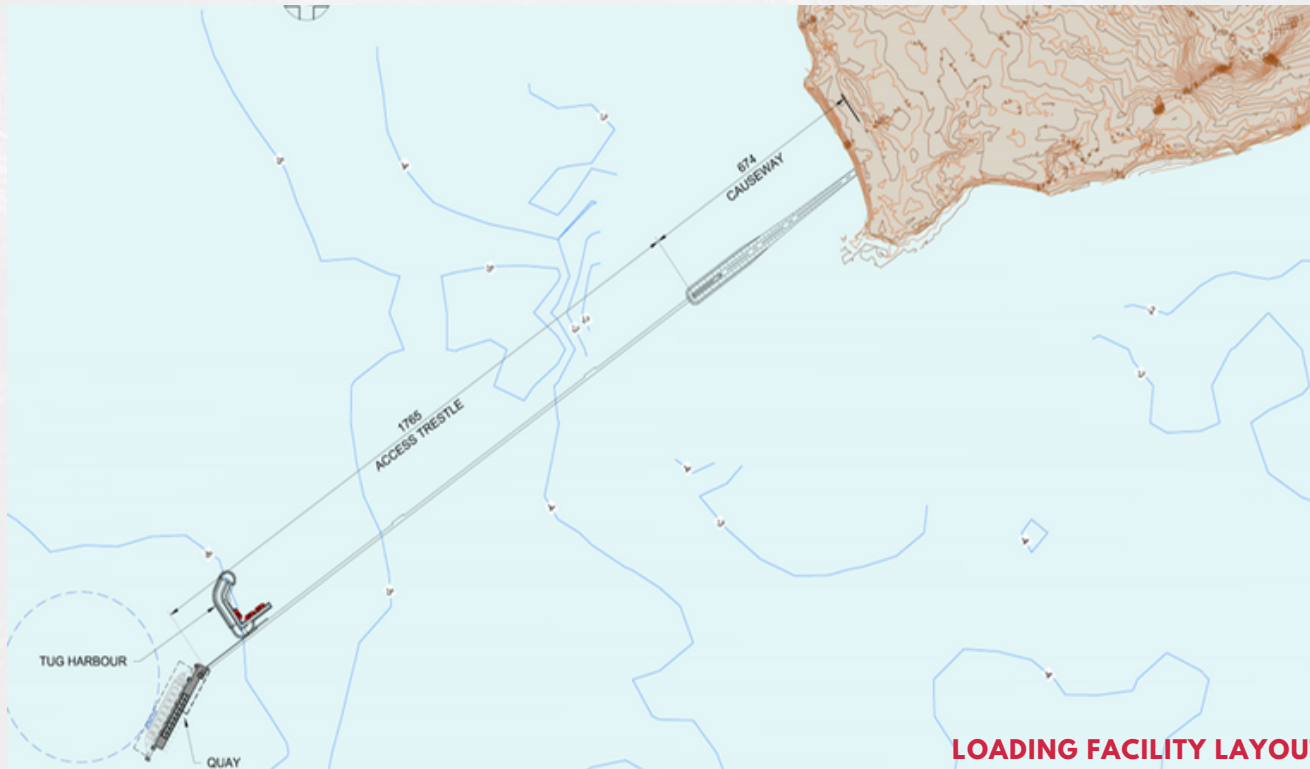 674
CAUSEWAY
1765
ACCESS TRESTLE
TUG HARBOUR
QUAY
LOADING FACILITY LAYOU